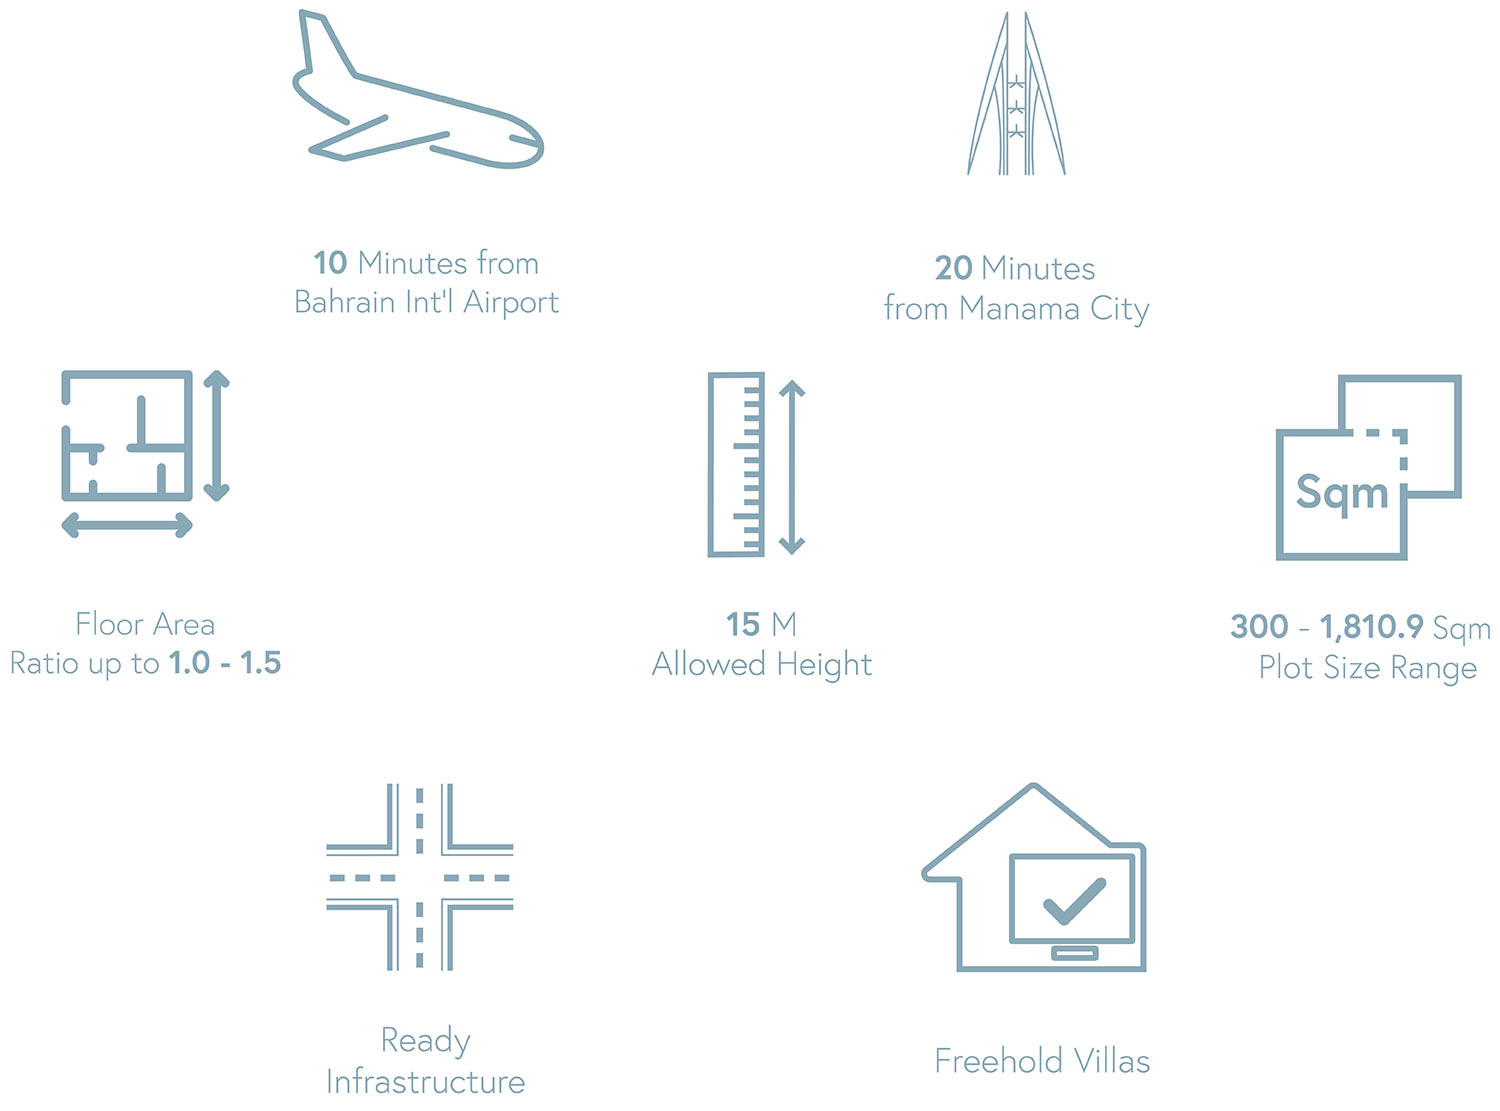 10 Minutes from
Bahrain Int'l Airport
20 Minutes
from Manama City
Floor Area
Ratio up to 1.0 - 1.5
15 M
Allowed Height
Sqm
300 - 1,810.9 Sqm
Plot Size Range
Ready
Infrastructure
Freehold Villas